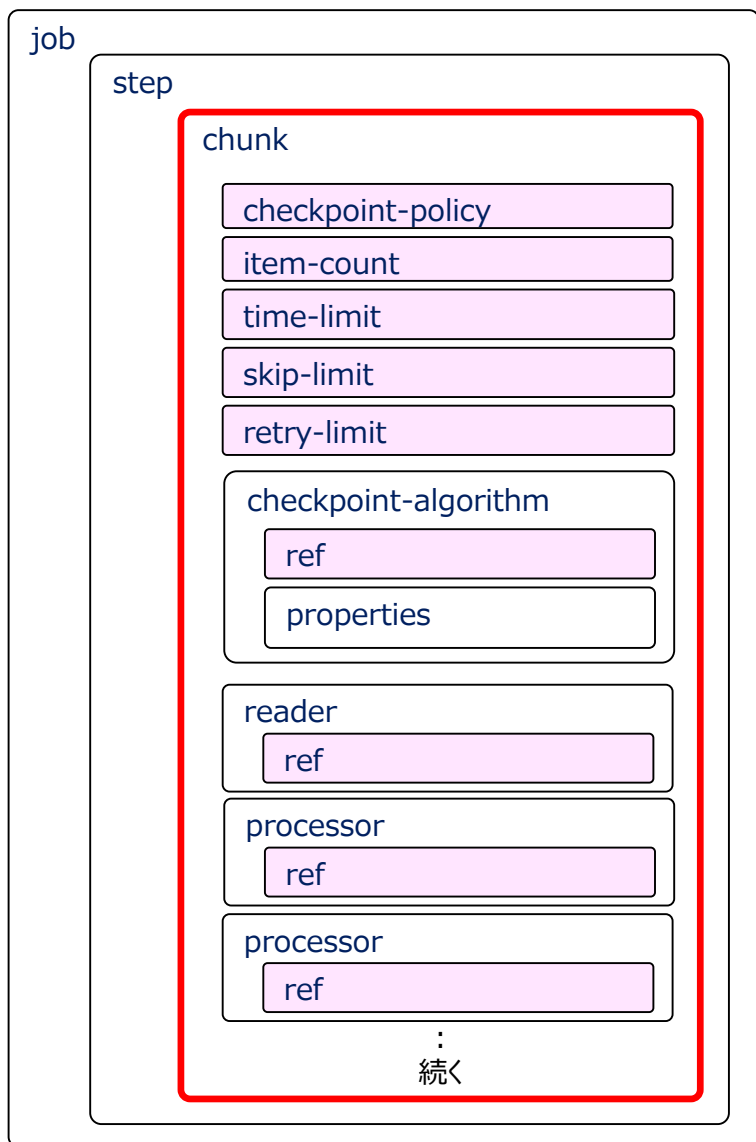 job
step
chunk
checkpoint-policy
item-count
time-limit
skip-limit
retry-limit
checkpoint-algorithm
ref
properties
reader
ref
processor
ref
processor
ref
:
続く